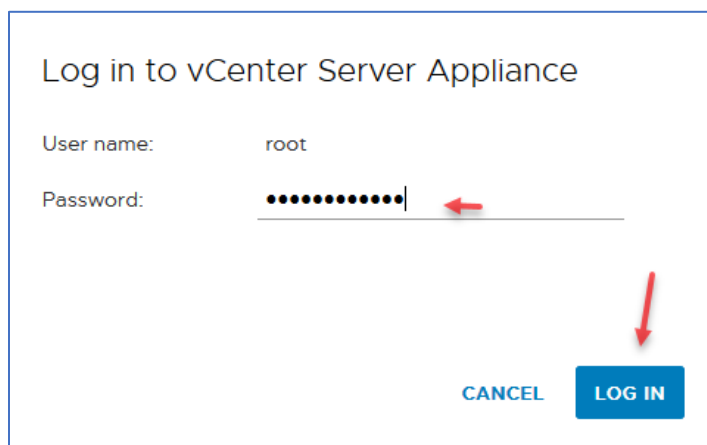 Log in to vCenter Server Appliance
User name: root
Password: ••••••••••••
CANCEL LOG IN